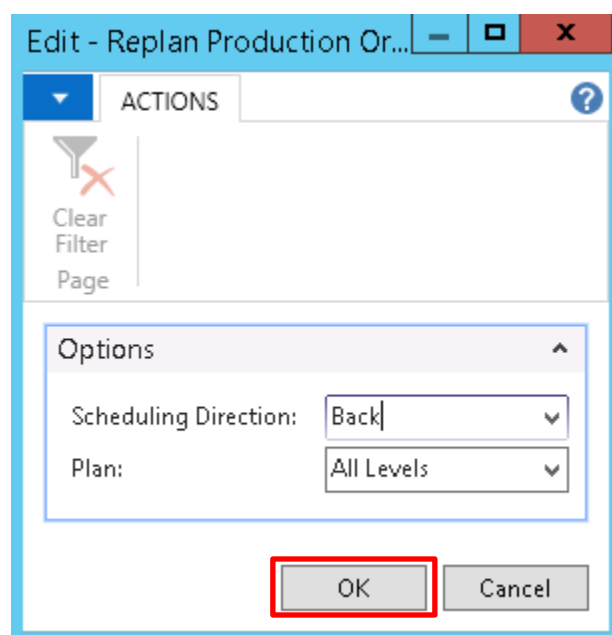 Edit - Replan Production Or...
ACTIONS
Clear
Filter
Page
Options
Scheduling Direction: Back
Plan: All Levels
OK Cancel